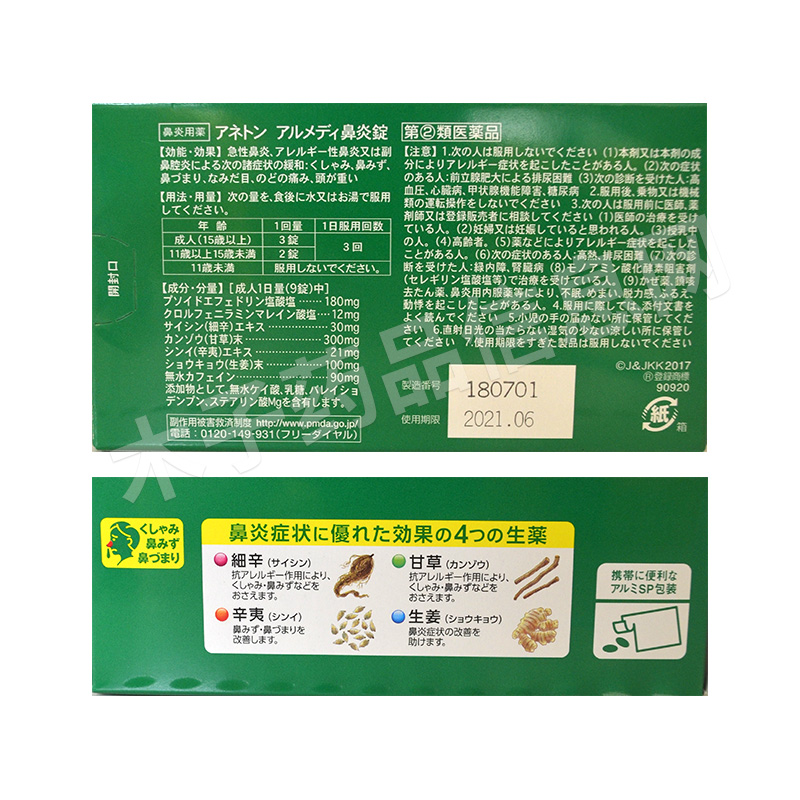 鼻炎用薬 アネトン アルメディ鼻炎錠
【効能・効果】急性鼻炎、アレルギー性鼻炎又は副
鼻腔炎による次の諸症状の緩和:くしゃみ、鼻みず、
鼻づまり、なみだ目、のどの痛み、頭が重い
【用法・用量】次の量を、食後に水又はお湯で服用
してください。
年齢 1回量 1日服用回数
成人(15歳以上) 3錠 3回
11歳以上15歳未満 2錠
11歳未満 服用しないでください。
【成分・分量】[成人1日量(9錠)中]
プソイドエフェドリン塩酸塩……180mg
クロルフェニラミンマレイン酸塩…12mg
サイシン(細辛)エキス……30mg
カンゾウ(甘草)末……300mg
シンイ(辛夷)エキス……21mg
ショウキョウ(生姜)末……100mg
無水カフェイン……90mg
添加物として、無水ケイ酸、乳糖、バレイショ
デンプン、ステアリン酸Mgを含有します。
副作用被害救済制度 http://www.pmda.go.jp/
電話:0120-149-931(フリーダイヤル)
開封口
指定②類医薬品
【注意】1.次の人は服用しないでください (1)本剤又は本剤の成
分によりアレルギー症状を起こしたことがある人。(2)次の症状
のある人:前立腺肥大による排尿困難 (3)次の診断を受けた人:高
血圧、心臓病、甲状腺機能障害、糖尿病 2.服用後、乗物又は機械
類の運転操作をしないでください 3.次の人は服用前に医師、薬
剤師又は登録販売者に相談してください (1)医師の治療を受け
ている人。(2)妊婦又は妊娠していると思われる人。(3)授乳中
の人。(4)高齢者。(5)薬などによりアレルギー症状を起こした
ことがある人。(6)次の症状のある人:高熱、排尿困難 (7)次の診
断を受けた人:緑内障、腎臓病 (8)モノアミン酸化酵素阻害剤
(セレギリン塩酸塩等)で治療を受けている人。(9)かぜ薬、鎮咳
去たん薬、鼻炎用内服薬等により、不眠、めまい、脱力感、ふるえ、
動悸を起こしたことがある人。4.服用に際しては、添付文書を
よく読んでください 5.小児の手の届かない所に保管してくださ
い 6.直射日光の当たらない湿気の少ない涼しい所に保管して
ください 7.使用期限をすぎた製品は服用しないでください
©J&JKK2017
®登録商標
90920
製造番号 180701
使用期限 2021.06
紙 箱
くしゃみ
鼻みず
鼻づまり
鼻炎症状に優れた効果の4つの生薬
細辛(サイシン)
抗アレルギー作用により、
くしゃみ・鼻みずなどを
おさえます。
甘草(カンゾウ)
抗アレルギー作用により、
くしゃみ・鼻みずなどを
おさえます。
辛夷(シンイ)
鼻みず・鼻づまりを
改善します。
生姜(ショウキョウ)
鼻炎症状の改善を
助けます。
携帯に便利な
アルミSP包装